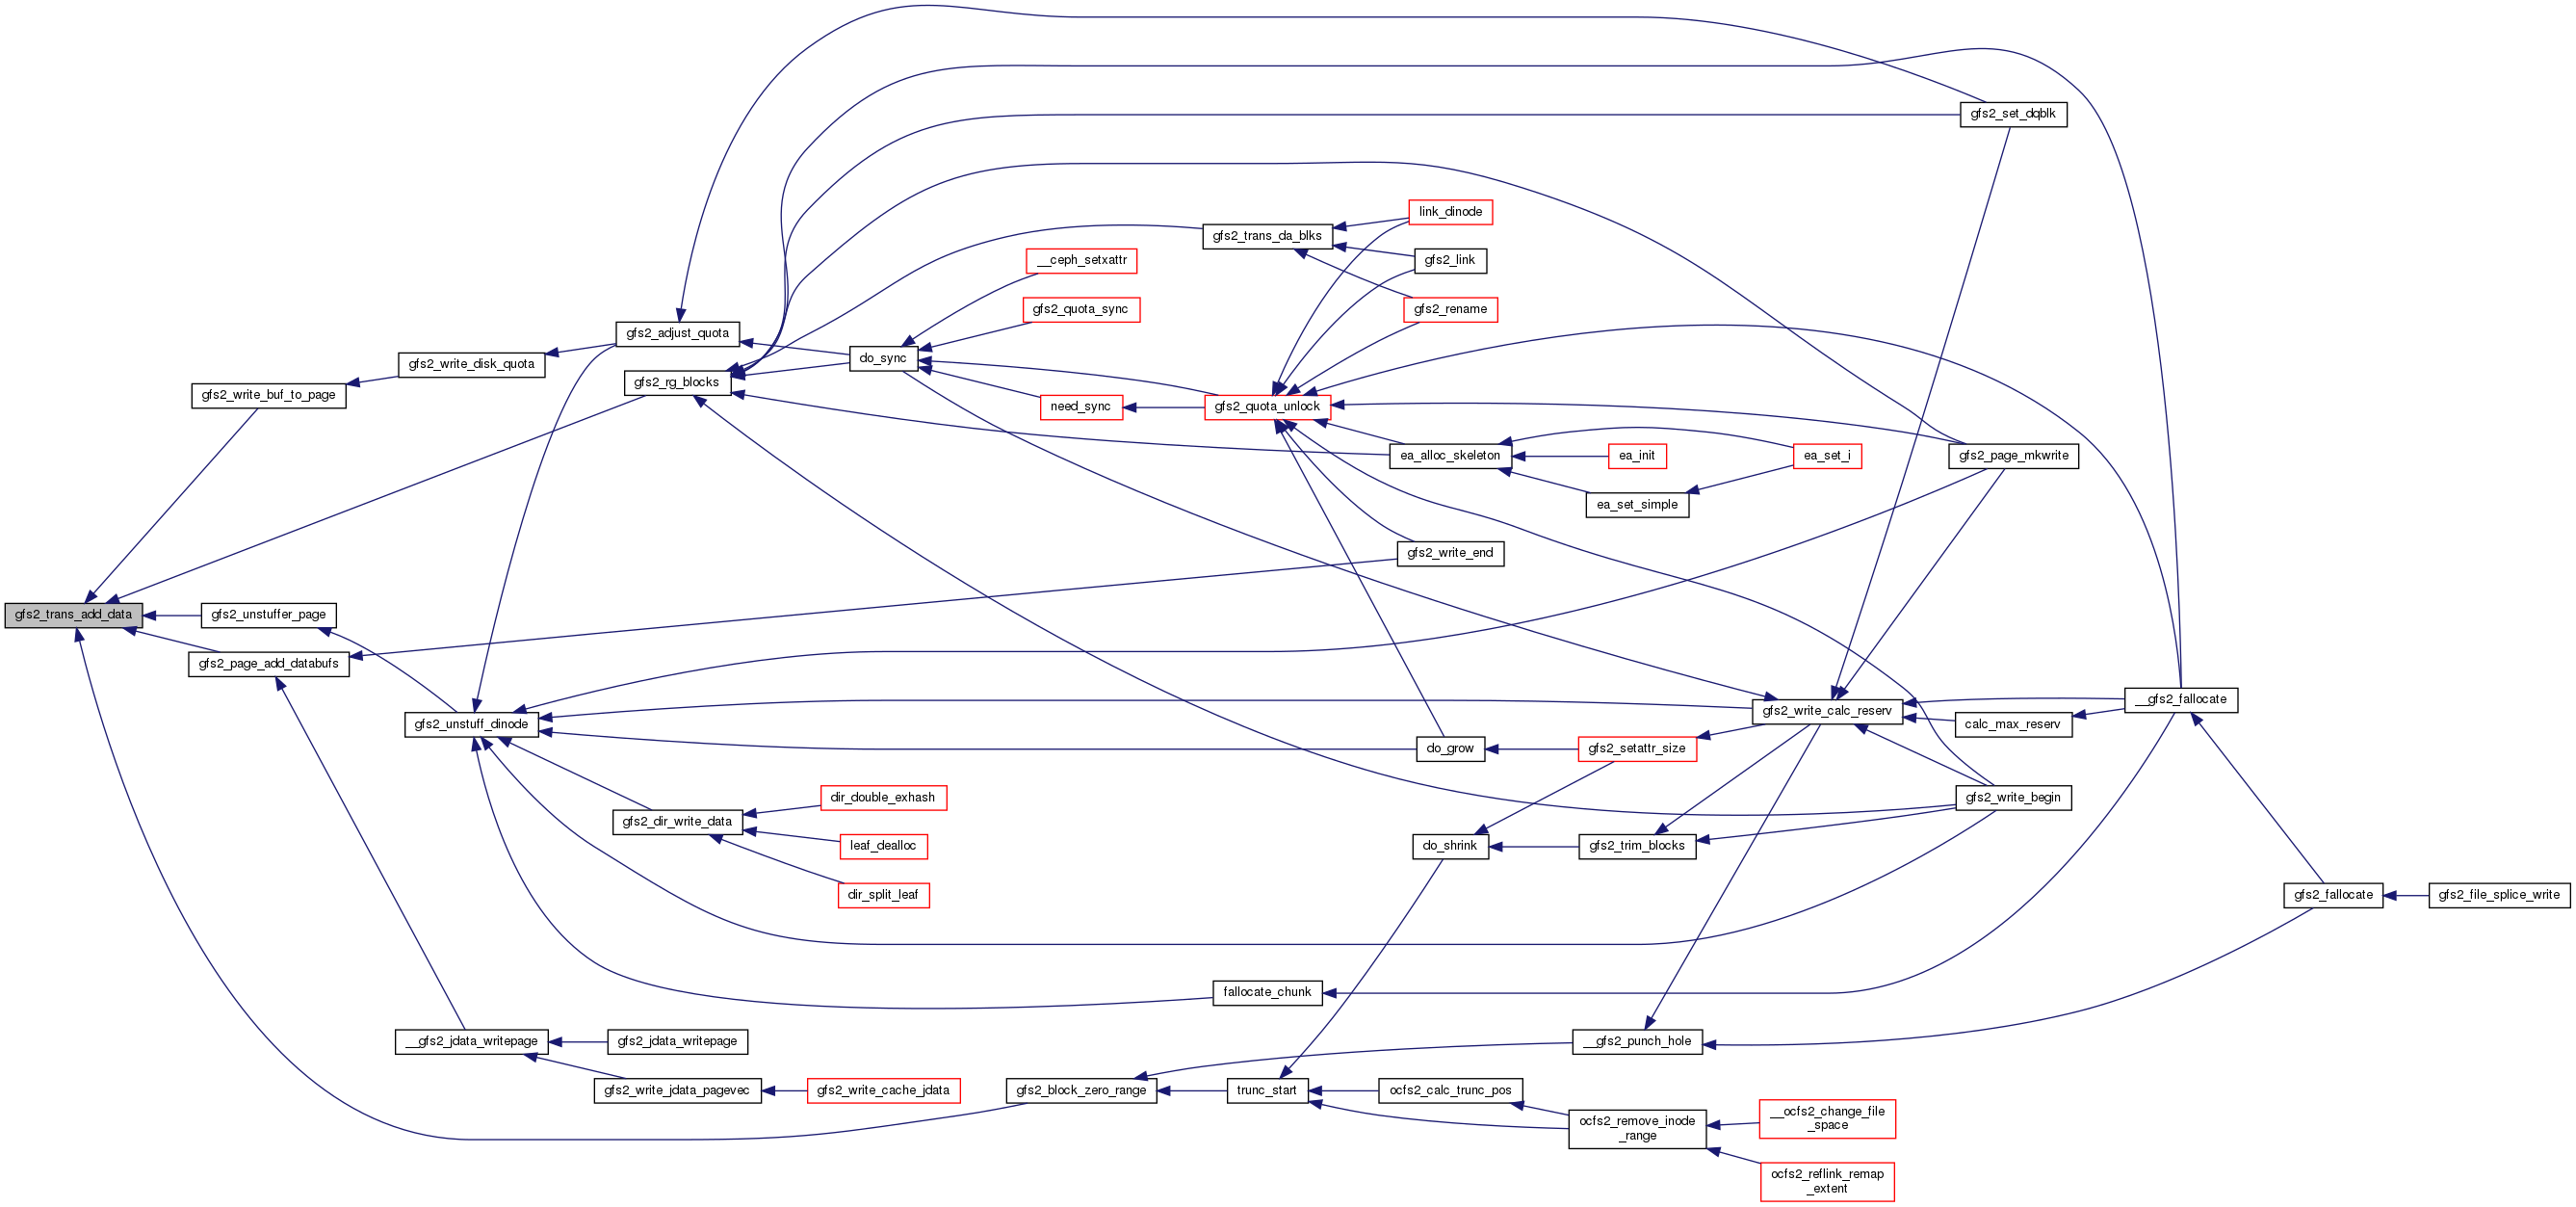 gfs2_set_dqblk
link_dinode
gfs2_trans_da_blks
__ceph_setxattr
gfs2_link
gfs2_quota_sync
gfs2_rename
gfs2_adjust_quota
do_sync
gfs2_write_disk_quota
gfs2_rg_blocks
gfs2_write_buf_to_page
need_sync
gfs2_quota_unlock
ea_alloc_skeleton
ea_init
ea_set_i
gfs2_page_mkwrite
ea_set_simple
gfs2_write_end
gfs2_trans_add_data
gfs2_unstuffer_page
gfs2_page_add_databufs
__gfs2_fallocate
gfs2_unstuff_dinode
gfs2_write_calc_reserv
calc_max_reserv
do_grow
gfs2_setattr_size
dir_double_exhash
gfs2_write_begin
gfs2_dir_write_data
leaf_dealloc
do_shrink
gfs2_trim_blocks
dir_split_leaf
gfs2_fallocate
gfs2_file_splice_write
fallocate_chunk
__gfs2_jdata_writepage
gfs2_jdata_writepage
__gfs2_punch_hole
gfs2_write_jdata_pagevec
gfs2_write_cache_jdata
gfs2_block_zero_range
trunc_start
ocfs2_calc_trunc_pos
ocfs2_remove_inode
_range
__ocfs2_change_file
_space
ocfs2_reflink_remap
_extent